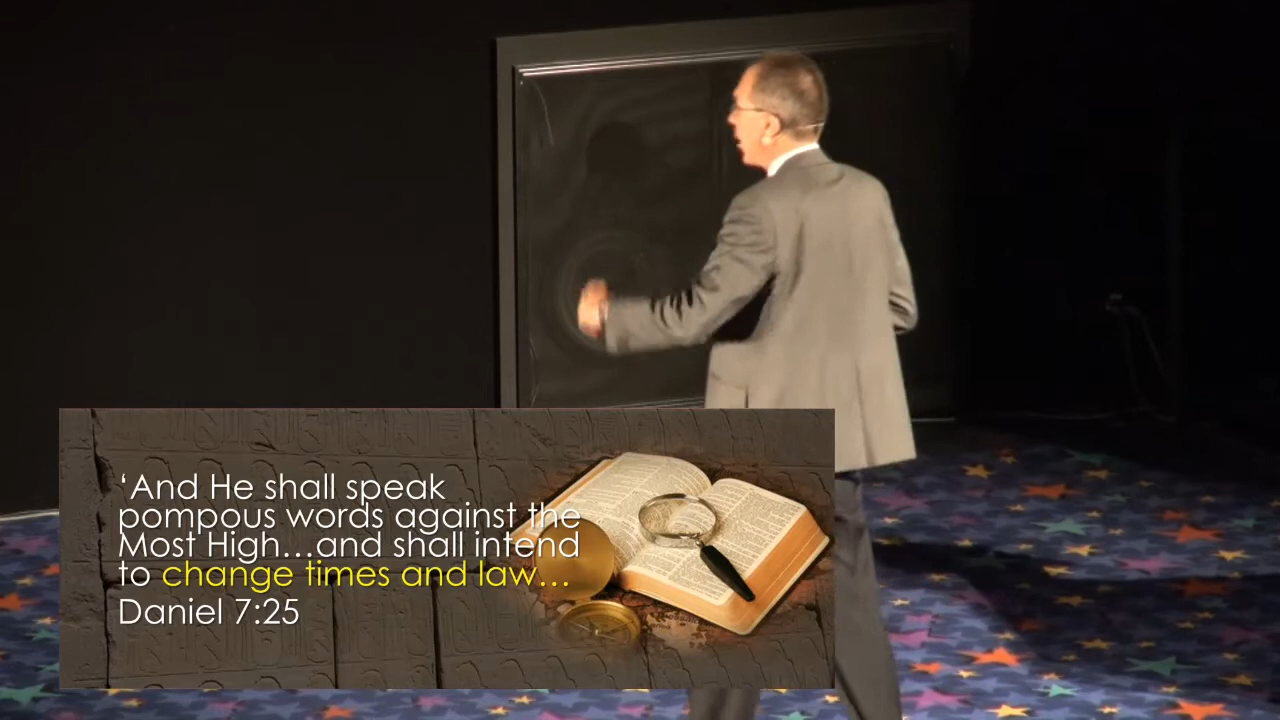 ‘And He shall speak
pompous words against the
Most High...and shall intend
to change times and law...
Daniel 7:25